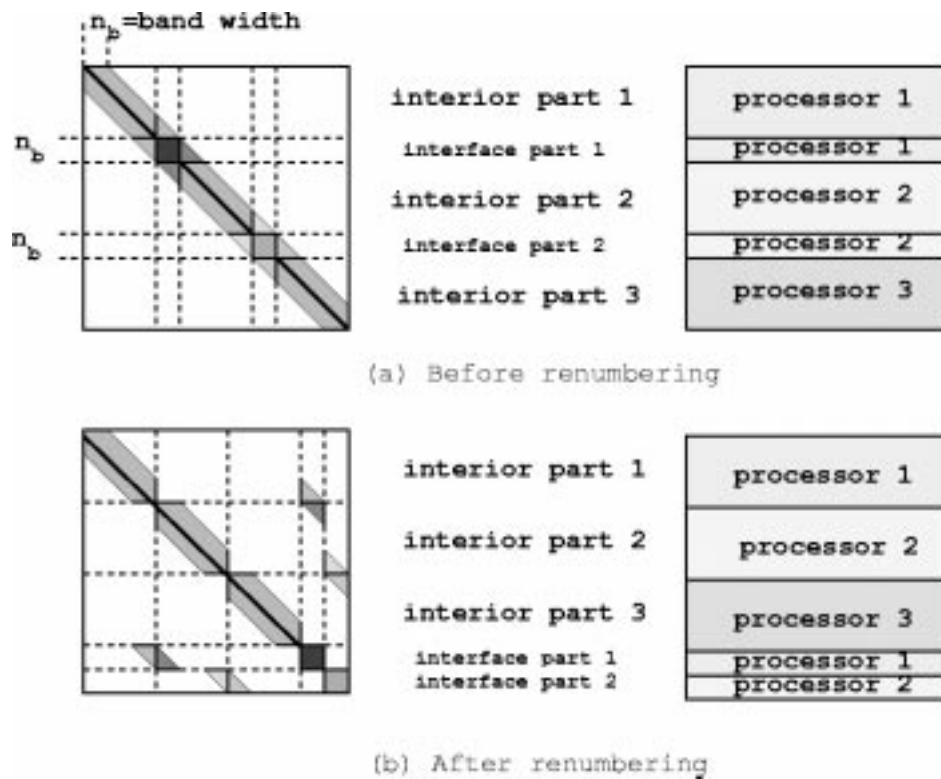 n_b=band width
n_b
n_b
interior part 1
interface part 1
interior part 2
interface part 2
interior part 3
processor 1
processor 1
processor 2
processor 2
processor 3
(a) Before renumbering
interior part 1
interior part 2
interior part 3
interface part 1
interface part 2
processor 1
processor 2
processor 3
processor 1
processor 2
(b) After renumbering